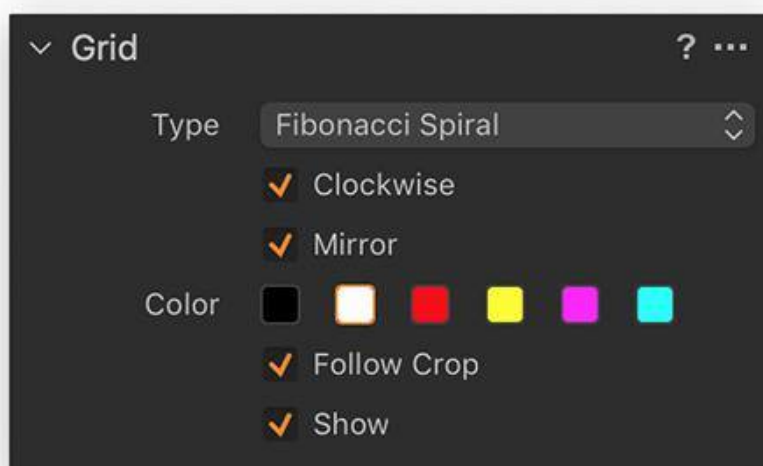 Grid ? ...
Type Fibonacci Spiral
Clockwise
Mirror
Color
Follow Crop
Show